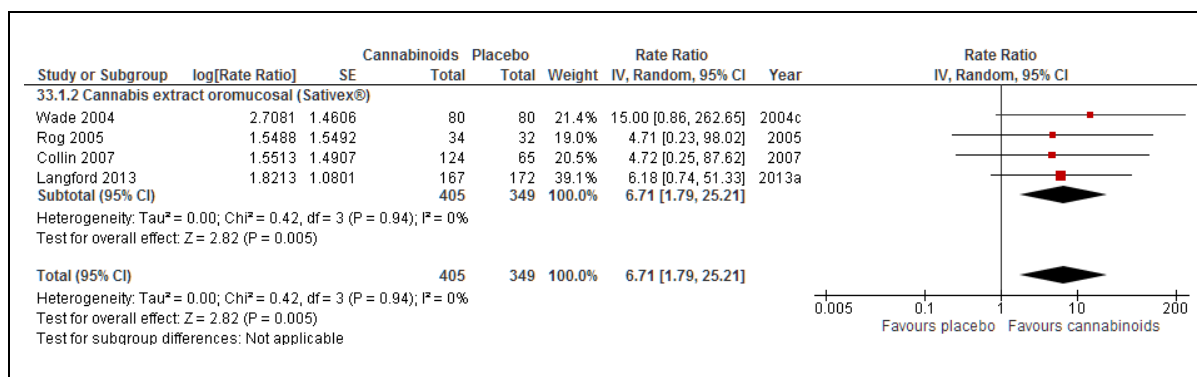 Cannabinoids Placebo Rate Ratio Rate Ratio
Study or Subgroup log[Rate Ratio] SE Total Total Weight IV, Random, 95% CI Year IV, Random, 95% CI
33.1.2 Cannabis extract oromucosal (Sativex®)
Wade 2004 2.7081 1.4606 80 80 21.4% 15.00 [0.86, 262.65] 2004c
Rog 2005 1.5488 1.5492 34 32 19.0% 4.71 [0.23, 98.02] 2005
Collin 2007 1.5513 1.4907 124 65 20.5% 4.72 [0.25, 87.62] 2007
Langford 2013 1.8213 1.0801 167 172 39.1% 6.18 [0.74, 51.33] 2013a
Subtotal (95% CI) 405 349 100.0% 6.71 [1.79, 25.21]
Heterogeneity: Tau² = 0.00; Chi² = 0.42, df = 3 (P = 0.94); I² = 0%
Test for overall effect: Z = 2.82 (P = 0.005)
Total (95% CI) 405 349 100.0% 6.71 [1.79, 25.21]
Heterogeneity: Tau² = 0.00; Chi² = 0.42, df = 3 (P = 0.94); I² = 0%
Test for overall effect: Z = 2.82 (P = 0.005)
Test for subgroup differences: Not applicable
0.005 0.1 1 10 200
Favours placebo Favours cannabinoids